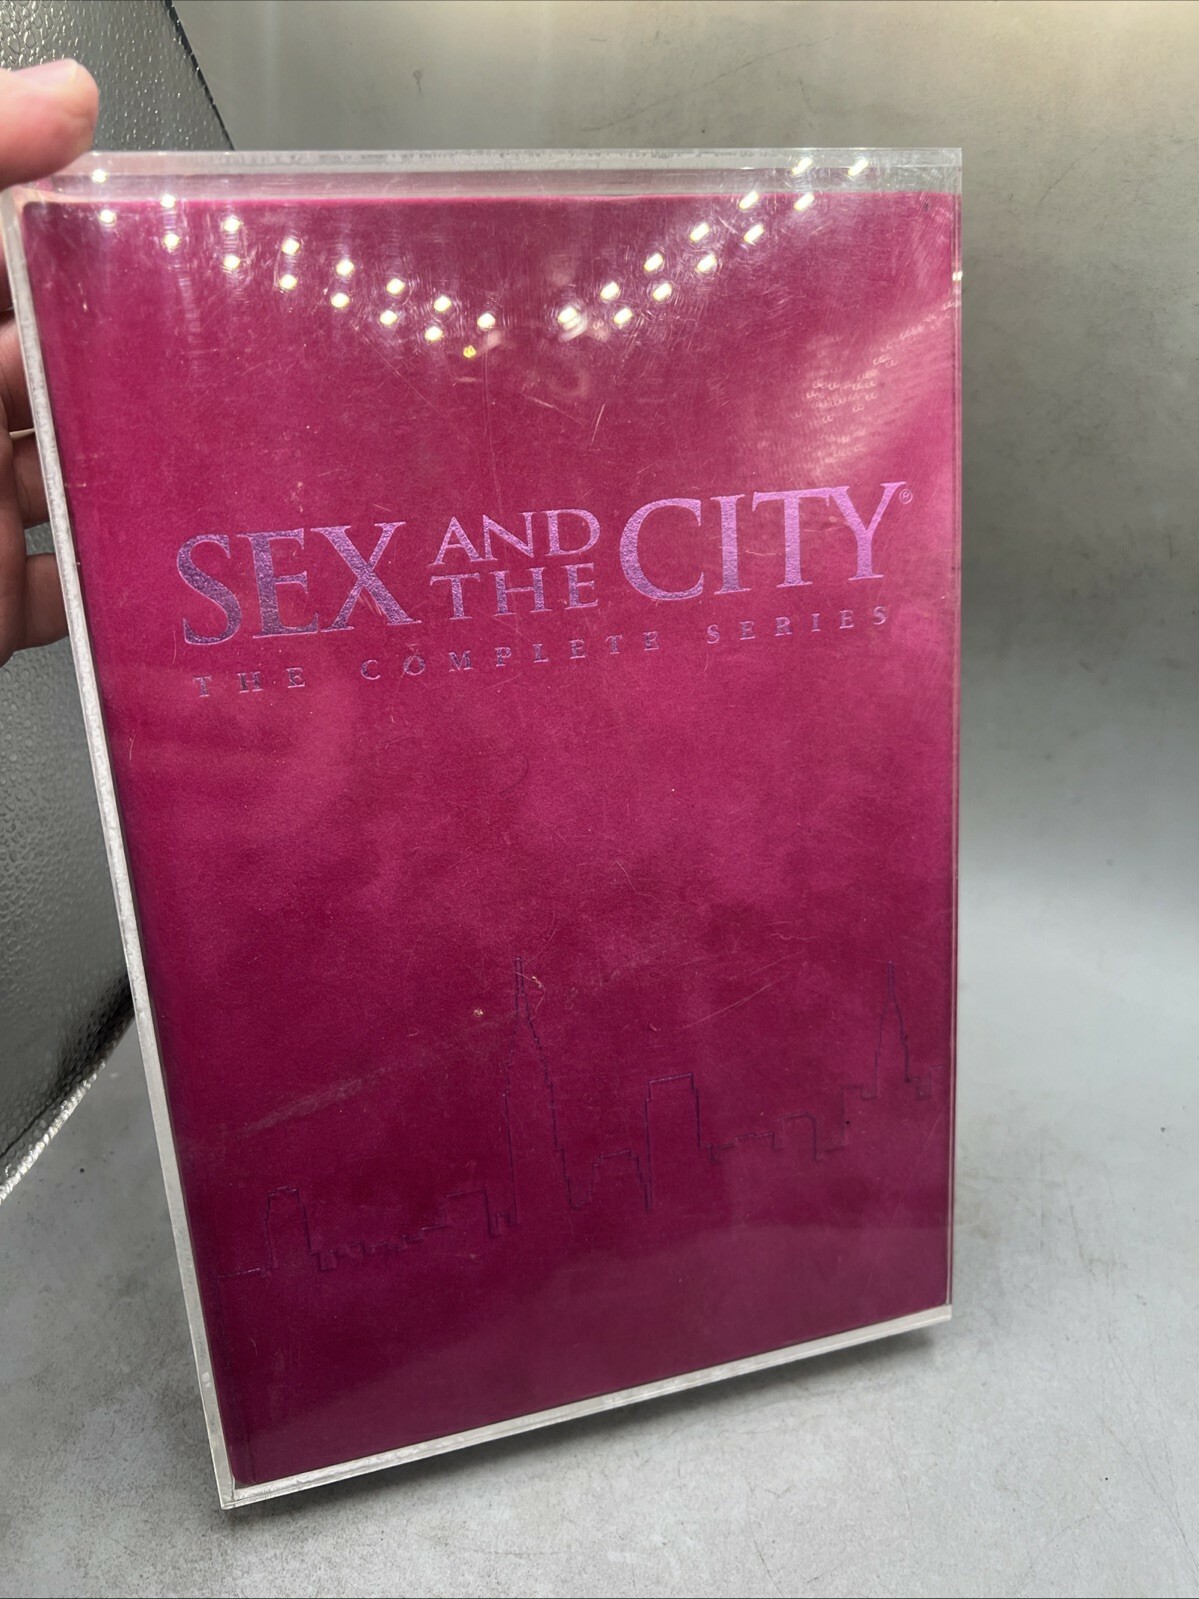 SEX AND THE CITY®
THE COMPLETE SERIES